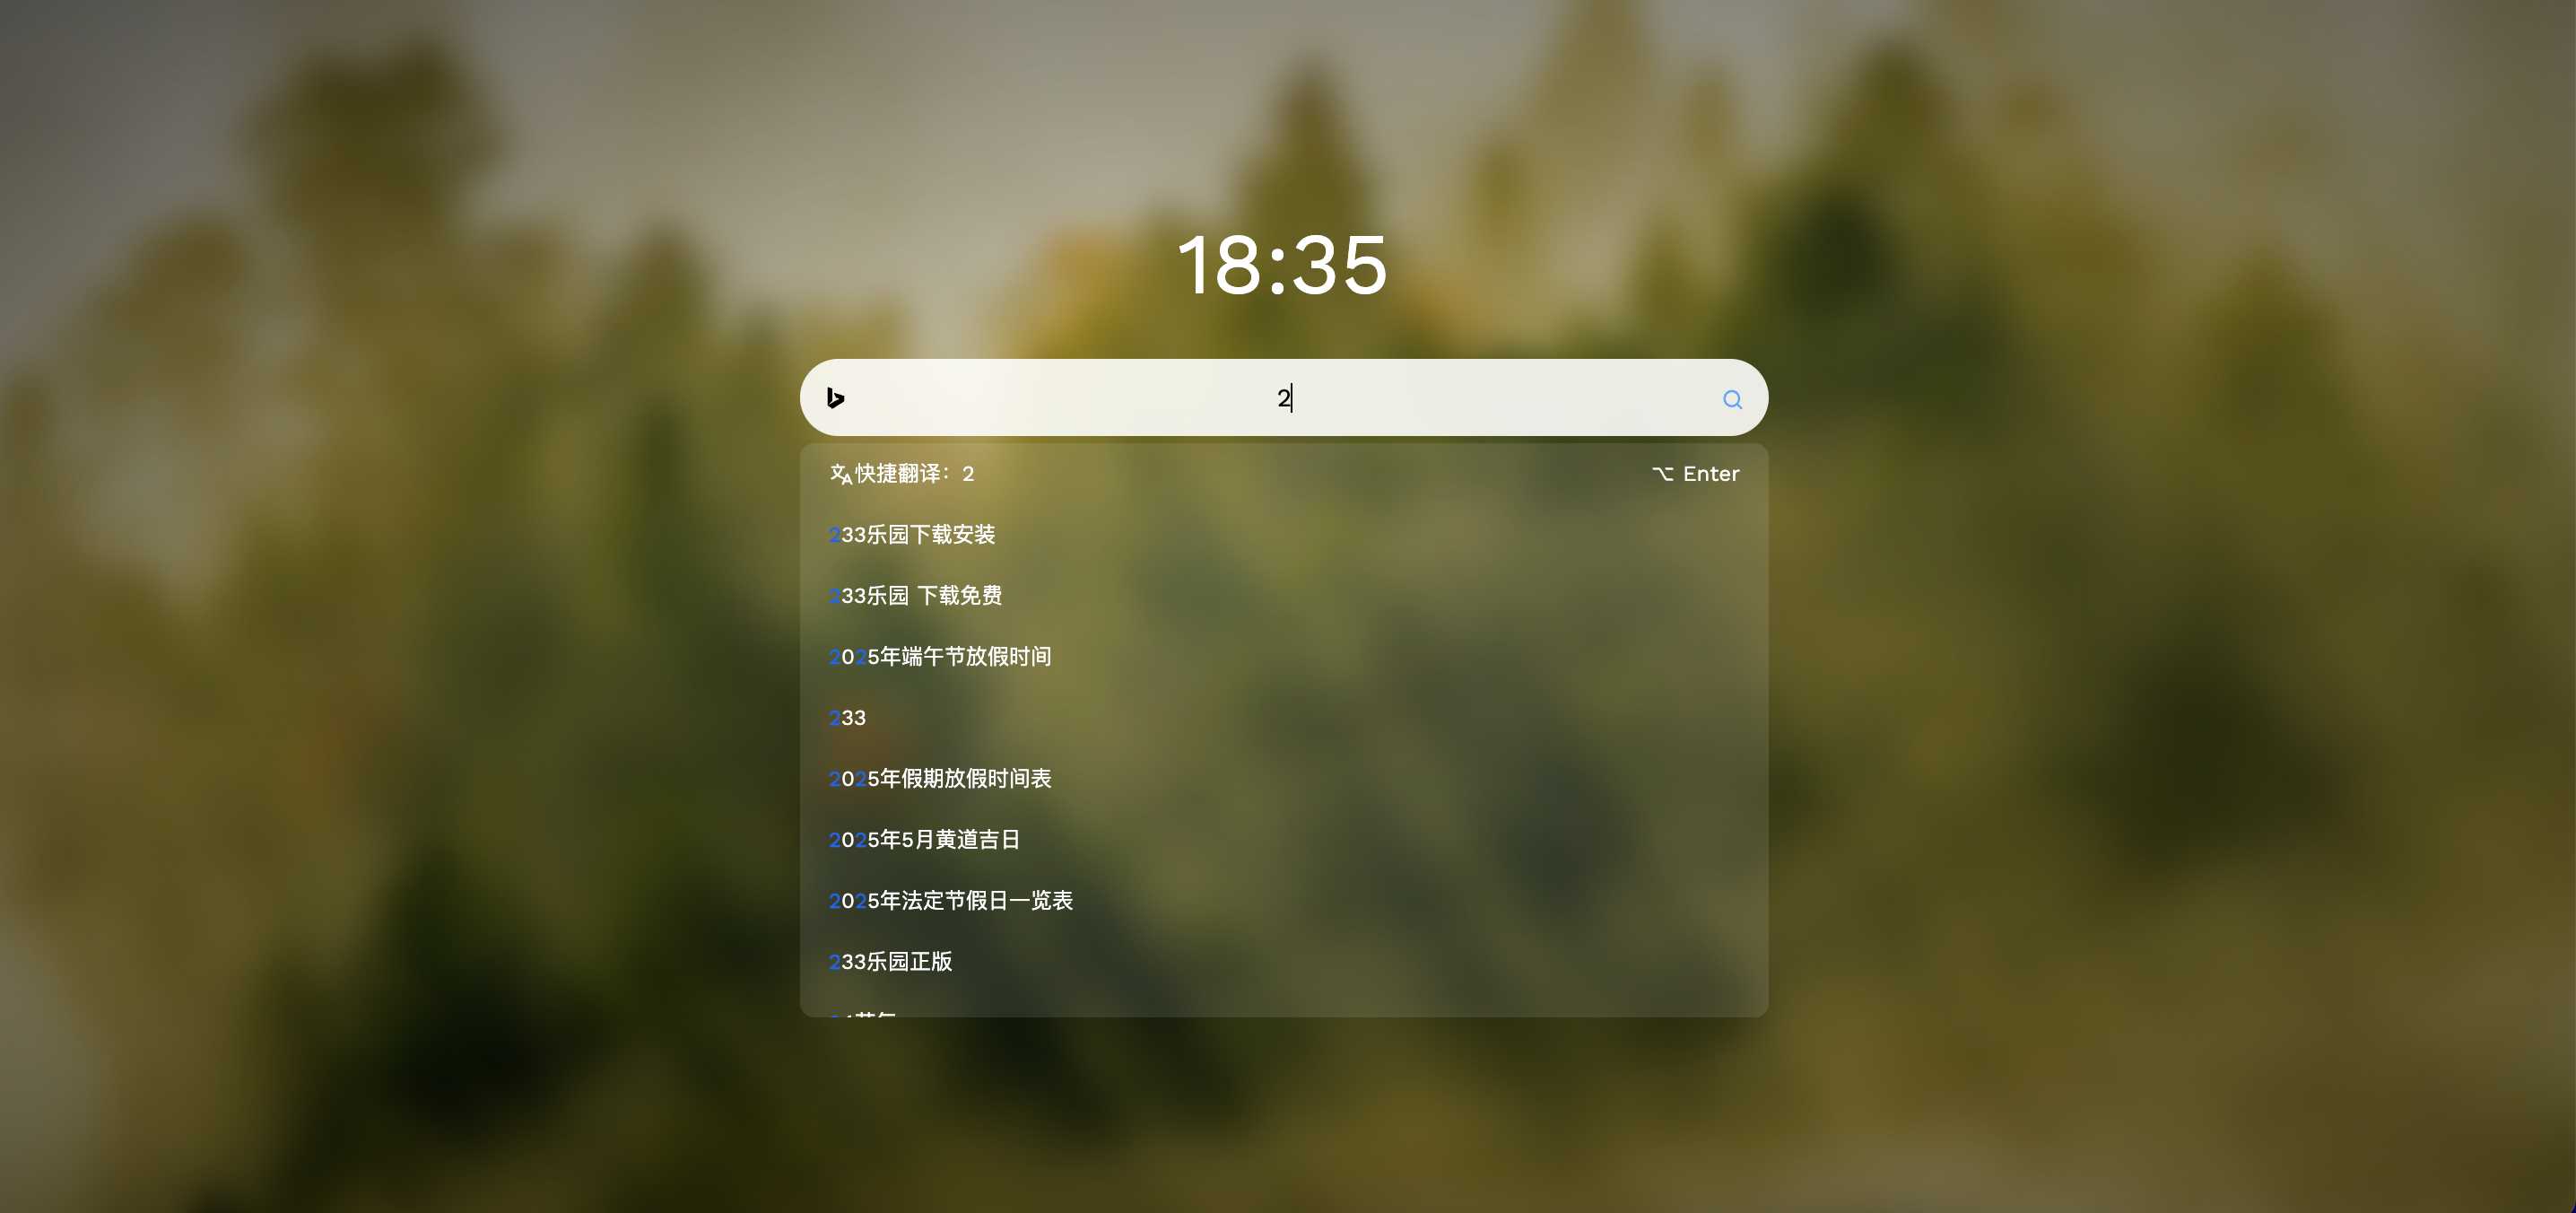 18:35
2
快捷翻译：2
⌥ Enter
233乐园下载安装
233乐园 下载免费
2025年端午节放假时间
233
2025年假期放假时间表
2025年5月黄道吉日
2025年法定节假日一览表
233乐园正版